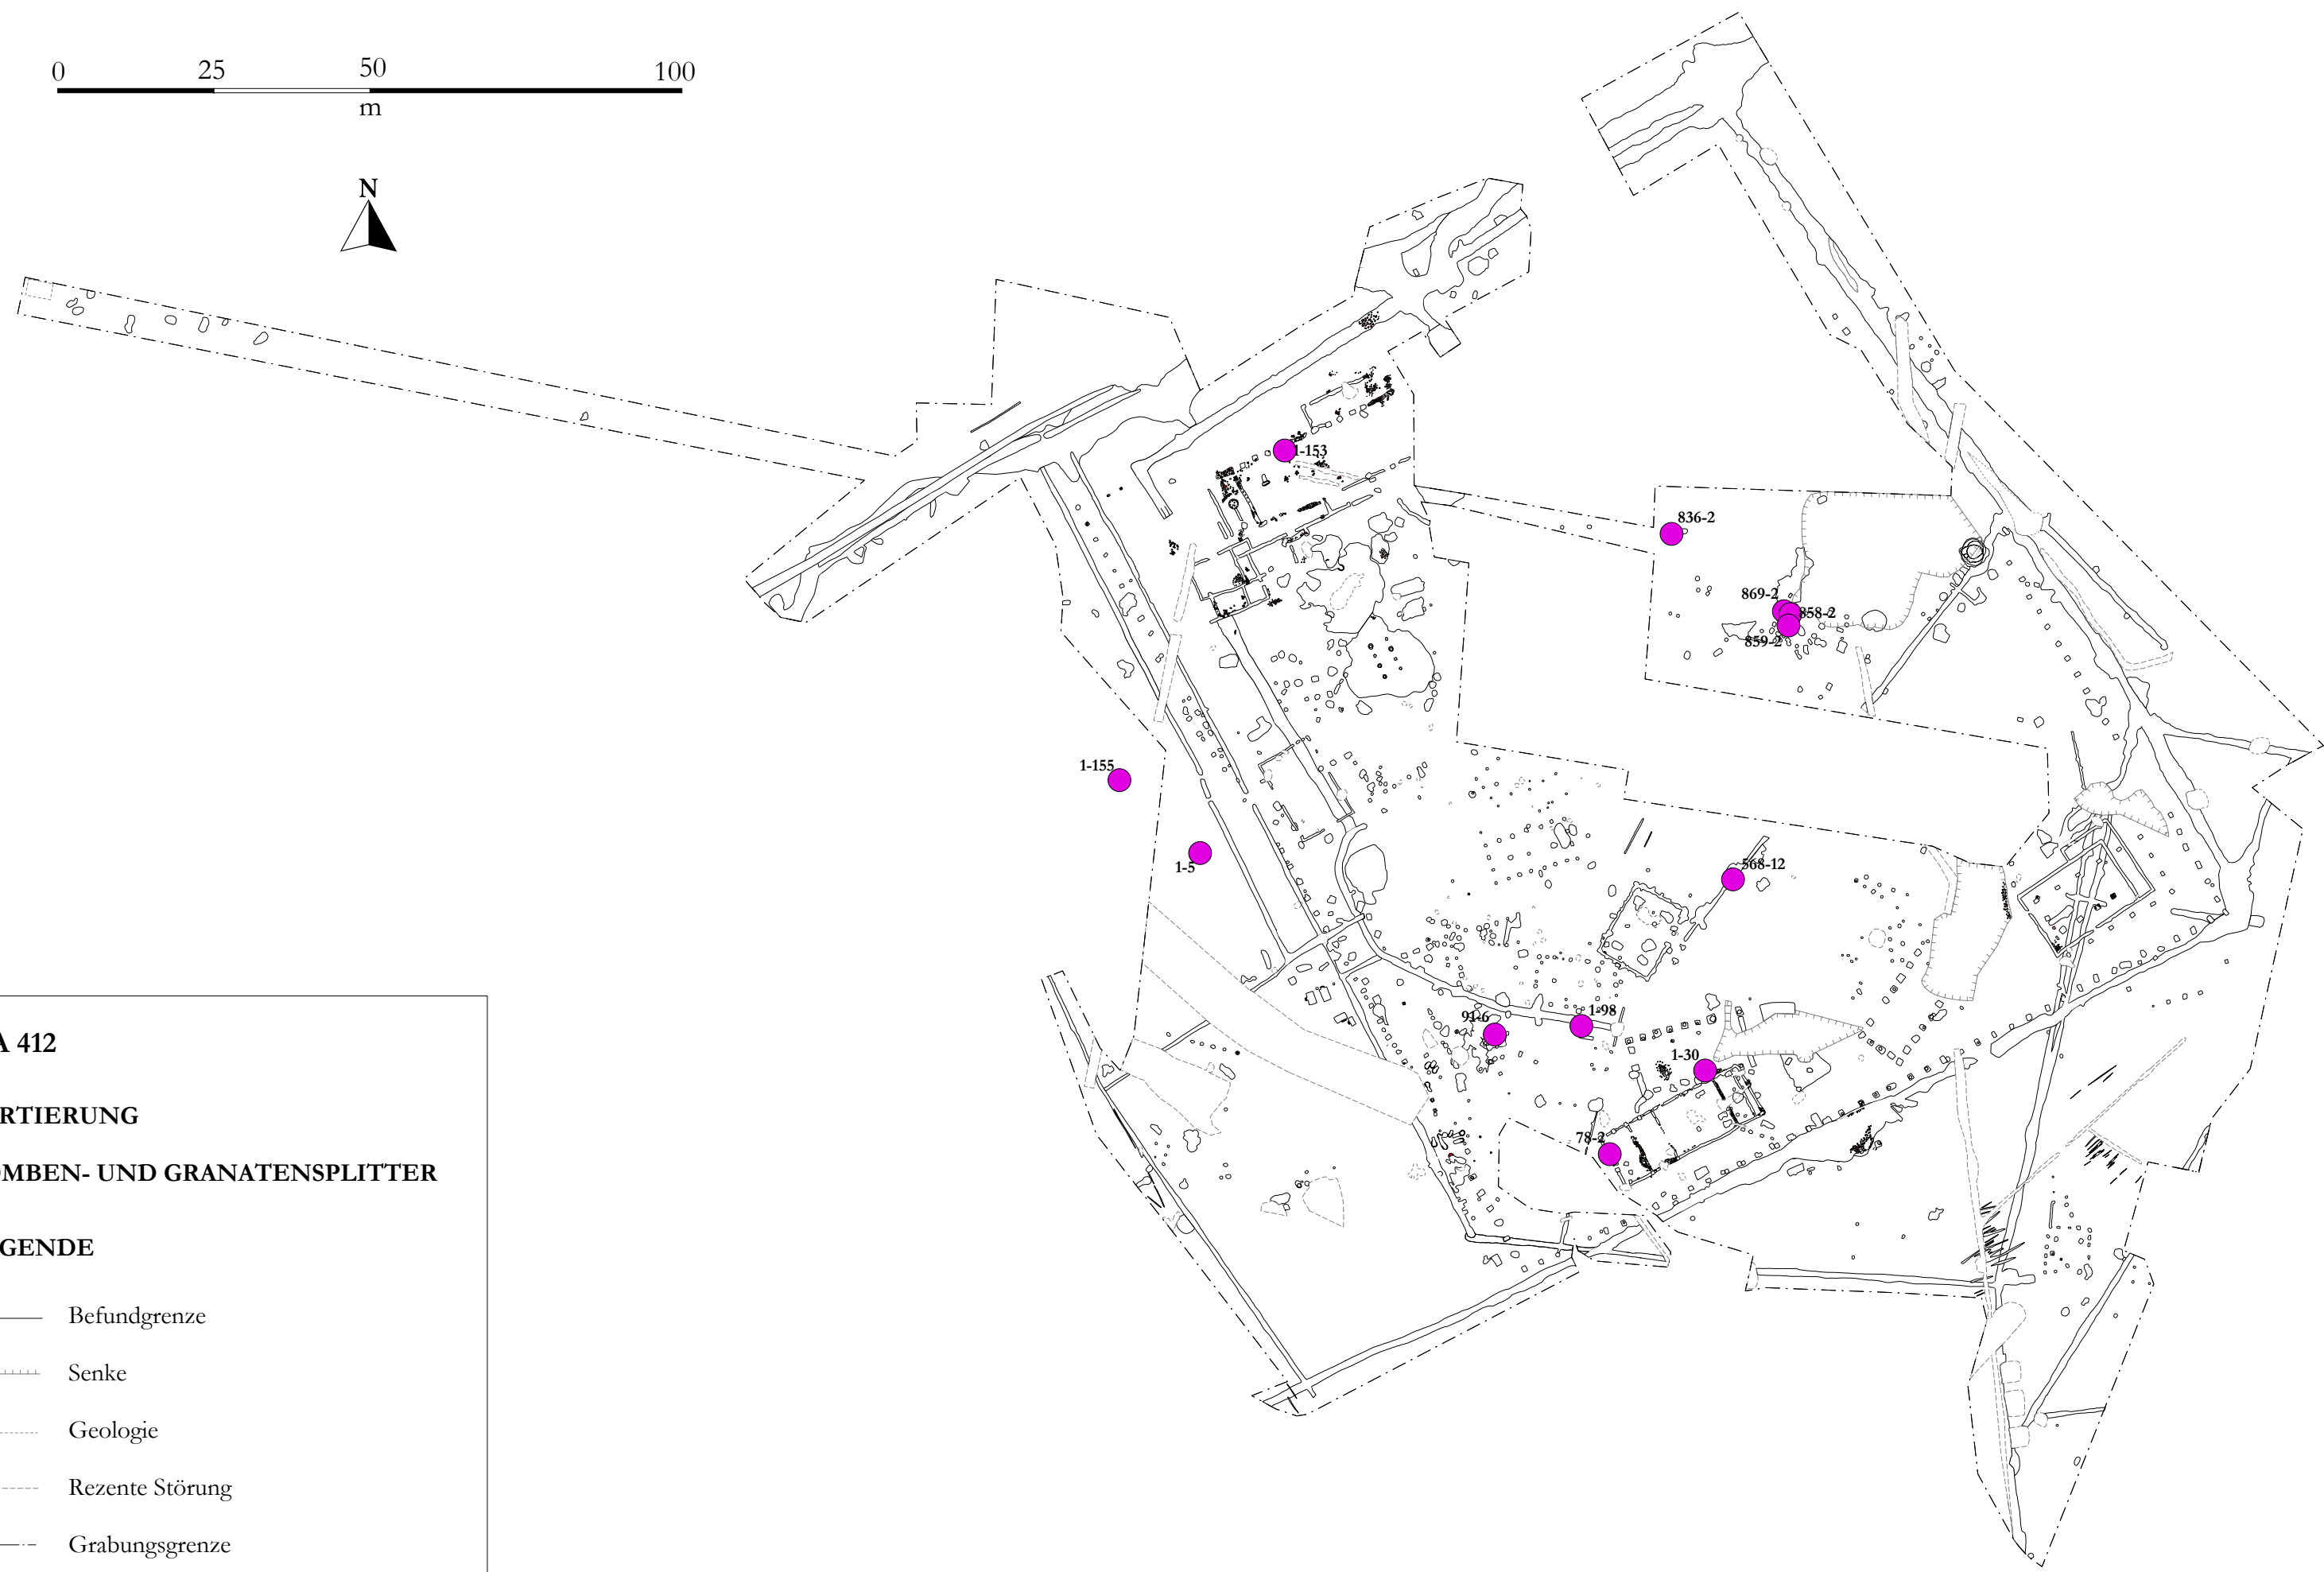 0 25 50 100
m
N
1-153
836-2
869-2
858-2
859-2
1-155
1-5
568-12
91-6
1-98
1-30
78-2
A 412
RTIERUNG
OMBEN- UND GRANATENSPLITTER
GENDE
Befundgrenze
Senke
Geologie
Rezente Störung
Grabungsgrenze